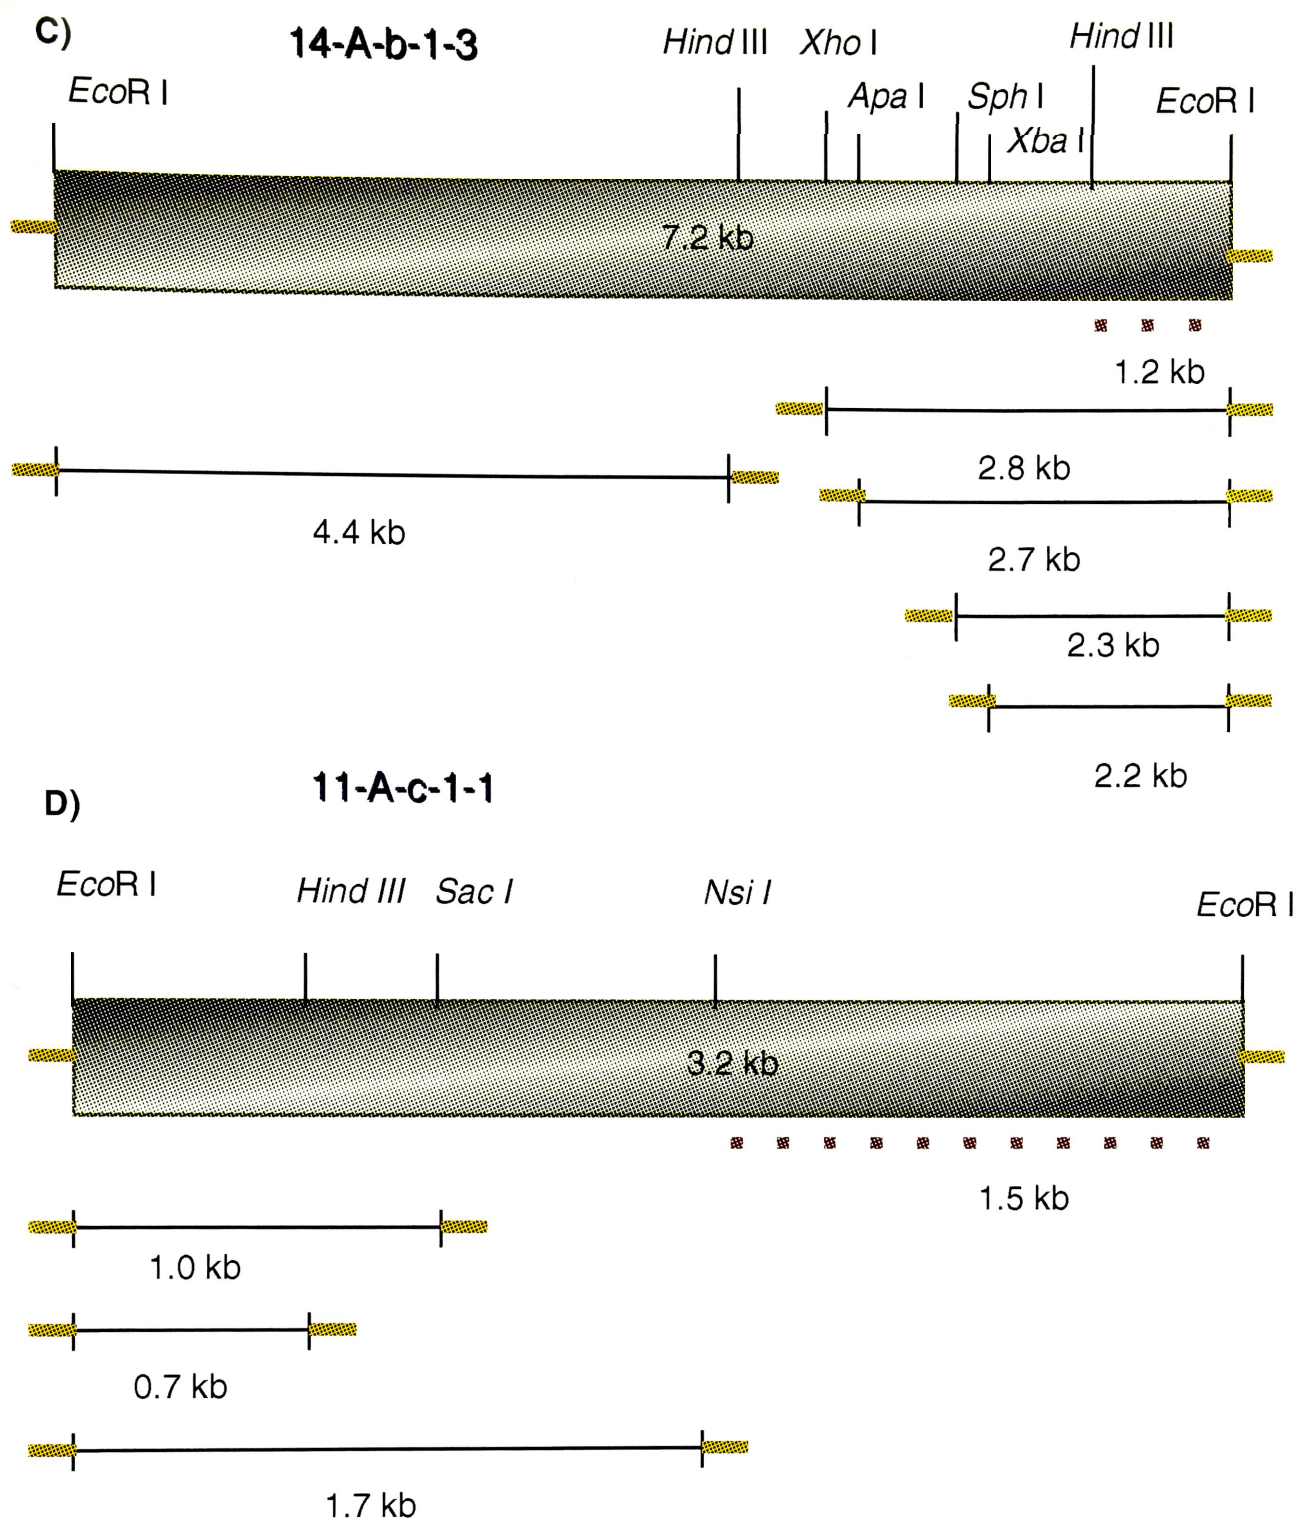 C)
14-A-b-1-3
EcoR I
Hind III
Xho I
Apa I
Sph I
Xba I
Hind III
EcoR I
7.2 kb
1.2 kb
2.8 kb
4.4 kb
2.7 kb
2.3 kb
2.2 kb
D)
11-A-c-1-1
EcoR I
Hind III
Sac I
Nsi I
EcoR I
3.2 kb
1.5 kb
1.0 kb
0.7 kb
1.7 kb